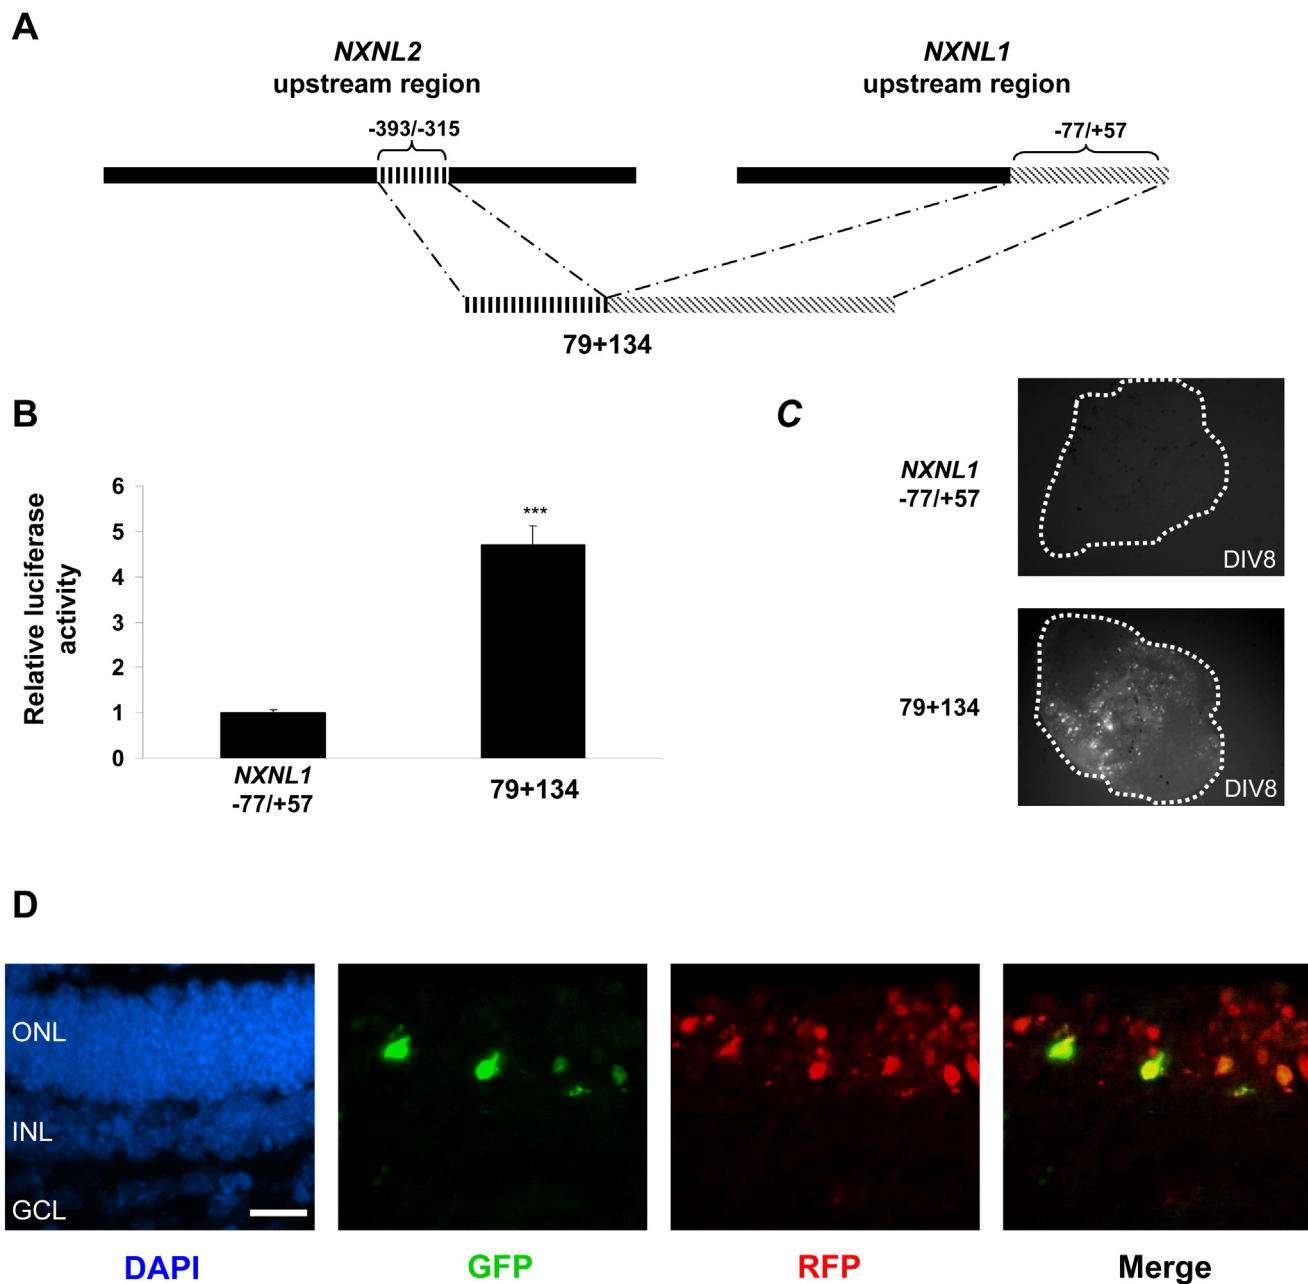 A
NXNL2
upstream region
NXNL1
upstream region
-393/-315
-77/+57
79+134
B
Relative luciferase
activity
6
5
4
3
2
1
0
***
NXNL1
-77/+57
79+134
C
NXNL1
-77/+57
DIV8
79+134
DIV8
D
ONL
INL
GCL
DAPI
GFP
RFP
Merge